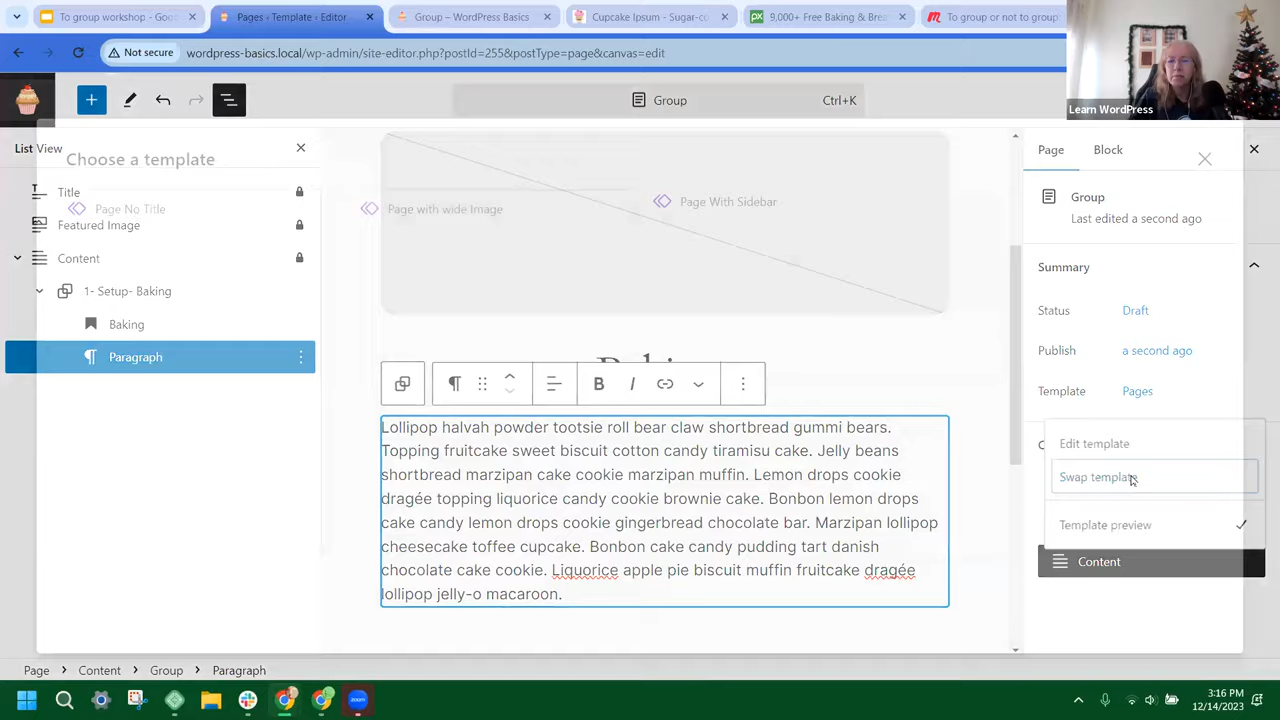 To group workshop - Goo
Pages ‹ Template ‹ Editor
Group – WordPress Basics
Cupcake Ipsum - Sugar-co
9,000+ Free Baking & Brea
To group or not to group
Not secure
wordpress-basics.local/wp-admin/site-editor.php?postId=255&postType=page&canvas=edit
Learn WordPress
Group
Ctrl+K
List View
Choose a template
Title
Page No Title
Page with wide Image
Page With Sidebar
Featured Image
Content
1- Setup- Baking
Baking
Paragraph
Page
Block
Group
Last edited a second ago
Summary
Status
Draft
Publish
a second ago
Template
Pages
Edit template
Swap template
Template preview
Content
B
I
Lollipop halvah powder tootsie roll bear claw shortbread gummi bears.
Topping fruitcake sweet biscuit cotton candy tiramisu cake. Jelly beans
shortbread marzipan cake cookie marzipan muffin. Lemon drops cookie
dragée topping liquorice candy cookie brownie cake. Bonbon lemon drops
cake candy lemon drops cookie gingerbread chocolate bar. Marzipan lollipop
cheesecake toffee cupcake. Bonbon cake candy pudding tart danish
chocolate cake cookie. Liquorice apple pie biscuit muffin fruitcake dragée
lollipop jelly-o macaroon.
Page
Content
Group
Paragraph
zoom
3:16 PM
12/14/2023